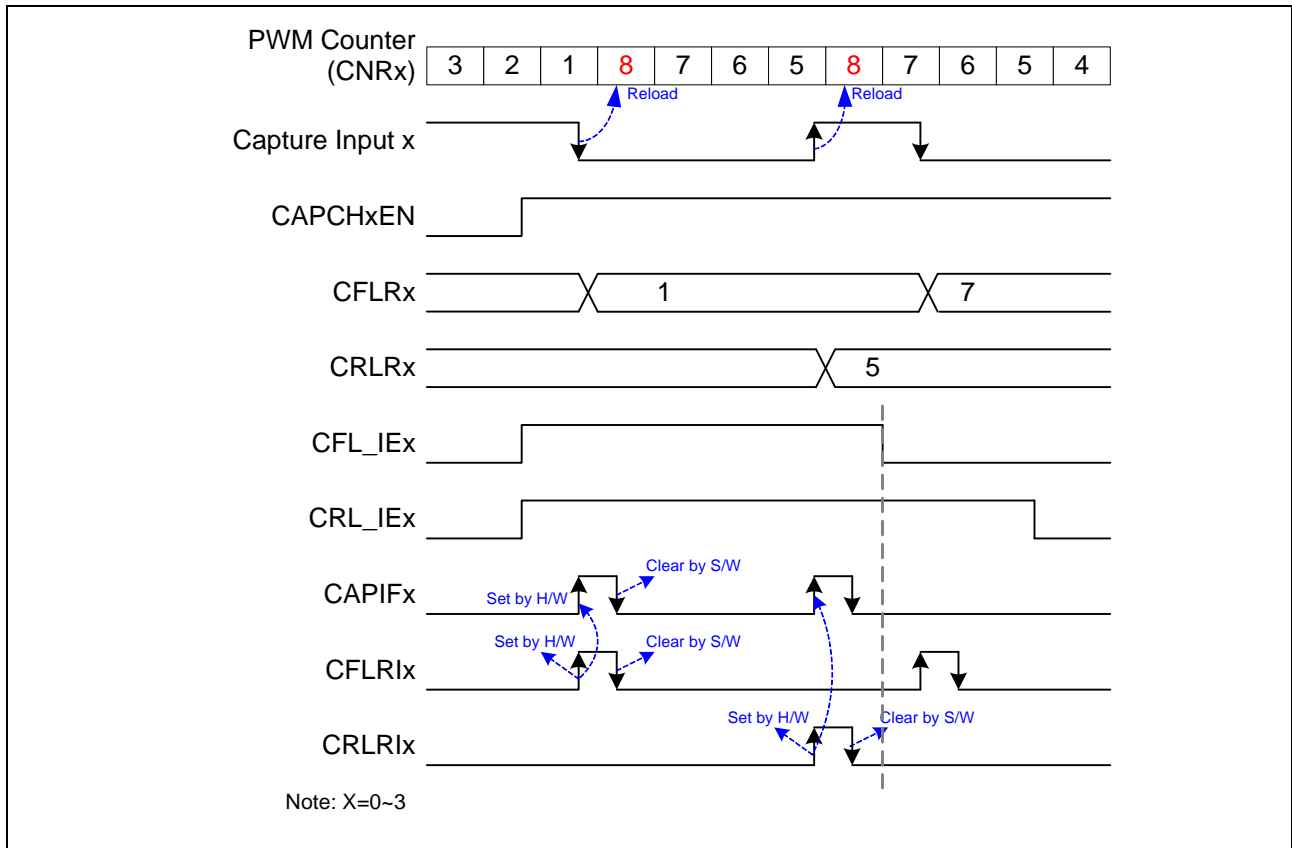 PWM Counter
(CNRx)
3 2 1 8 7 6 5 8 7 6 5 4
Reload Reload
Capture Input x
CAPCHxEN
CFLRx 1 7
CRLRx 5
CFL_IEx
CRL_IEx
Clear by S/W
CAPIFx Set by H/W
Set by H/W Clear by S/W
CFLRIx
Set by H/W Clear by S/W
CRLRIx
Note: X=0~3